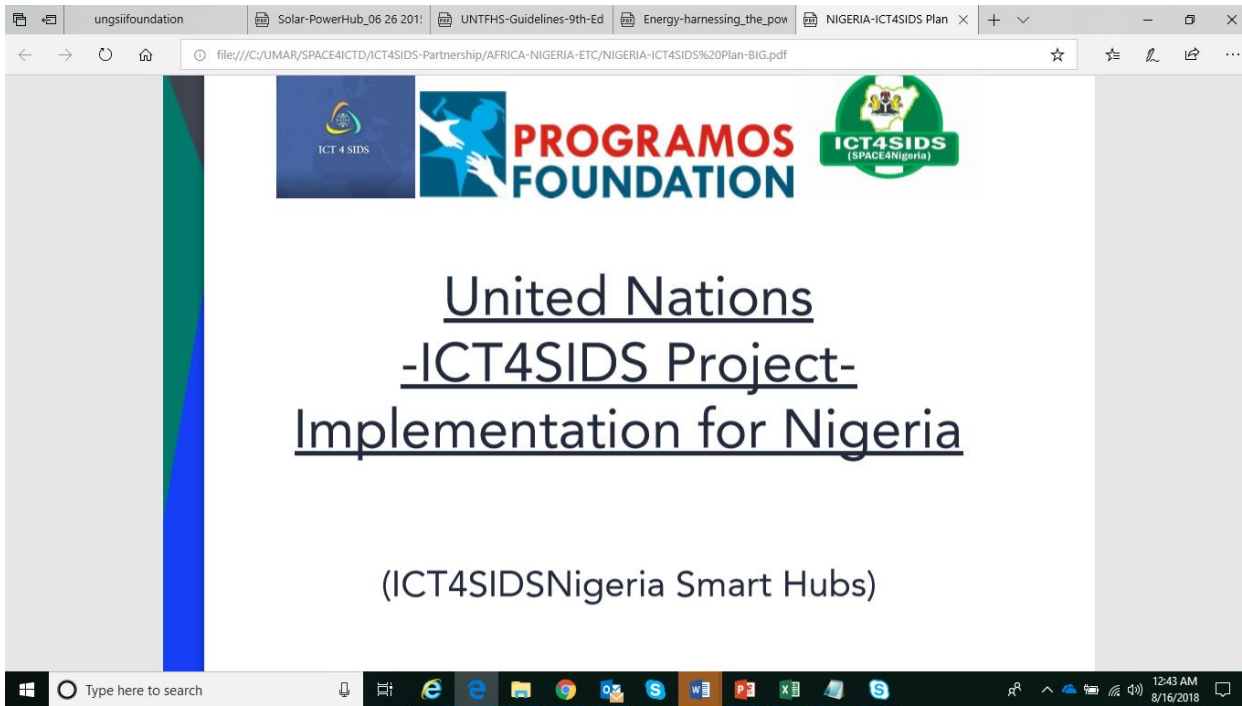 ungsiifoundation
Solar-PowerHub_06 26 201
UNTFHS-Guidelines-9th-Ed
Energy-harnessing_the_pow
NIGERIA-ICT4SIDS Plan
file:///C:/UMAR/SPACE4ICTD/ICT4SIDS-Partnership/AFRICA-NIGERIA-ETC/NIGERIA-ICT4SIDS%20Plan-BIG.pdf
ICT 4 SIDS
PROGRAMOS
FOUNDATION
ICT4SIDS
(SPACE4Nigeria)
United Nations
-ICT4SIDS Project-
Implementation for Nigeria
(ICT4SIDSNigeria Smart Hubs)
Type here to search
12:43 AM
8/16/2018